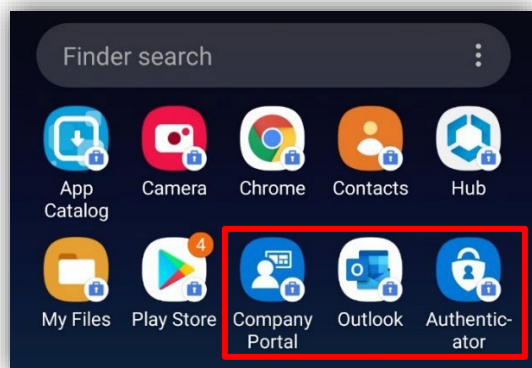 Finder search
App
Catalog
Camera
Chrome
Contacts
Hub
My Files
4
Play Store
Company
Portal
Outlook
Authentic-
ator